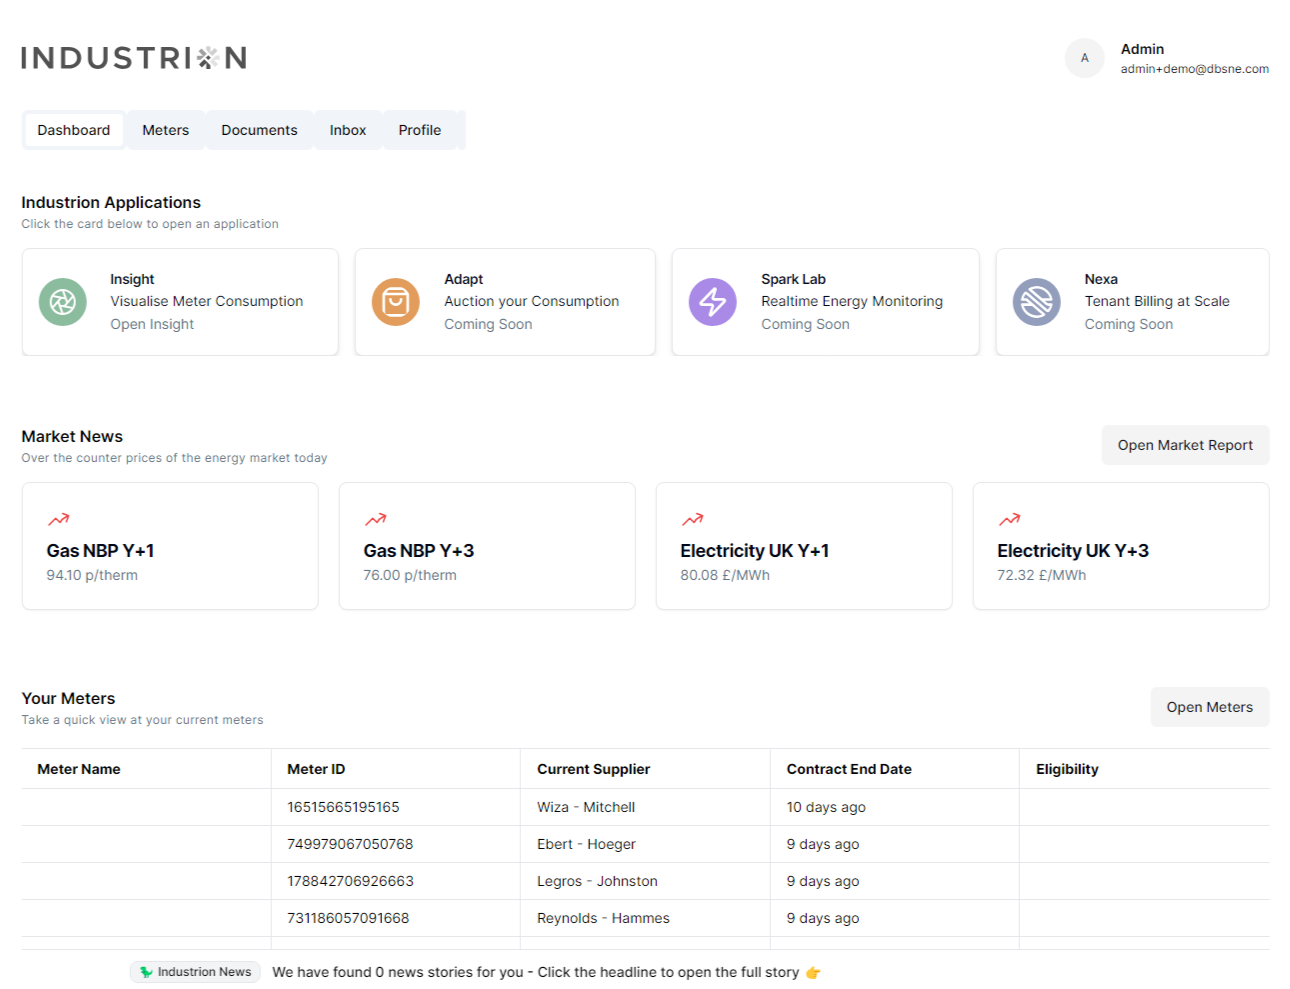 INDUSTRION
A
Admin
admin+demo@dbsne.com
Dashboard
Meters
Documents
Inbox
Profile
Industrion Applications
Click the card below to open an application
Insight
Visualise Meter Consumption
Open Insight
Adapt
Auction your Consumption
Coming Soon
Spark Lab
Realtime Energy Monitoring
Coming Soon
Nexa
Tenant Billing at Scale
Coming Soon
Market News
Over the counter prices of the energy market today
Open Market Report
Gas NBP Y+1
94.10 p/therm
Gas NBP Y+3
76.00 p/therm
Electricity UK Y+1
80.08 £/MWh
Electricity UK Y+3
72.32 £/MWh
Your Meters
Take a quick view at your current meters
Open Meters
Meter Name Meter ID Current Supplier Contract End Date Eligibility
16515665195165 Wiza - Mitchell 10 days ago
749979067050768 Ebert - Hoeger 9 days ago
178842706926663 Legros - Johnston 9 days ago
731186057091668 Reynolds - Hammes 9 days ago
🦖 Industrion News We have found 0 news stories for you - Click the headline to open the full story 👉